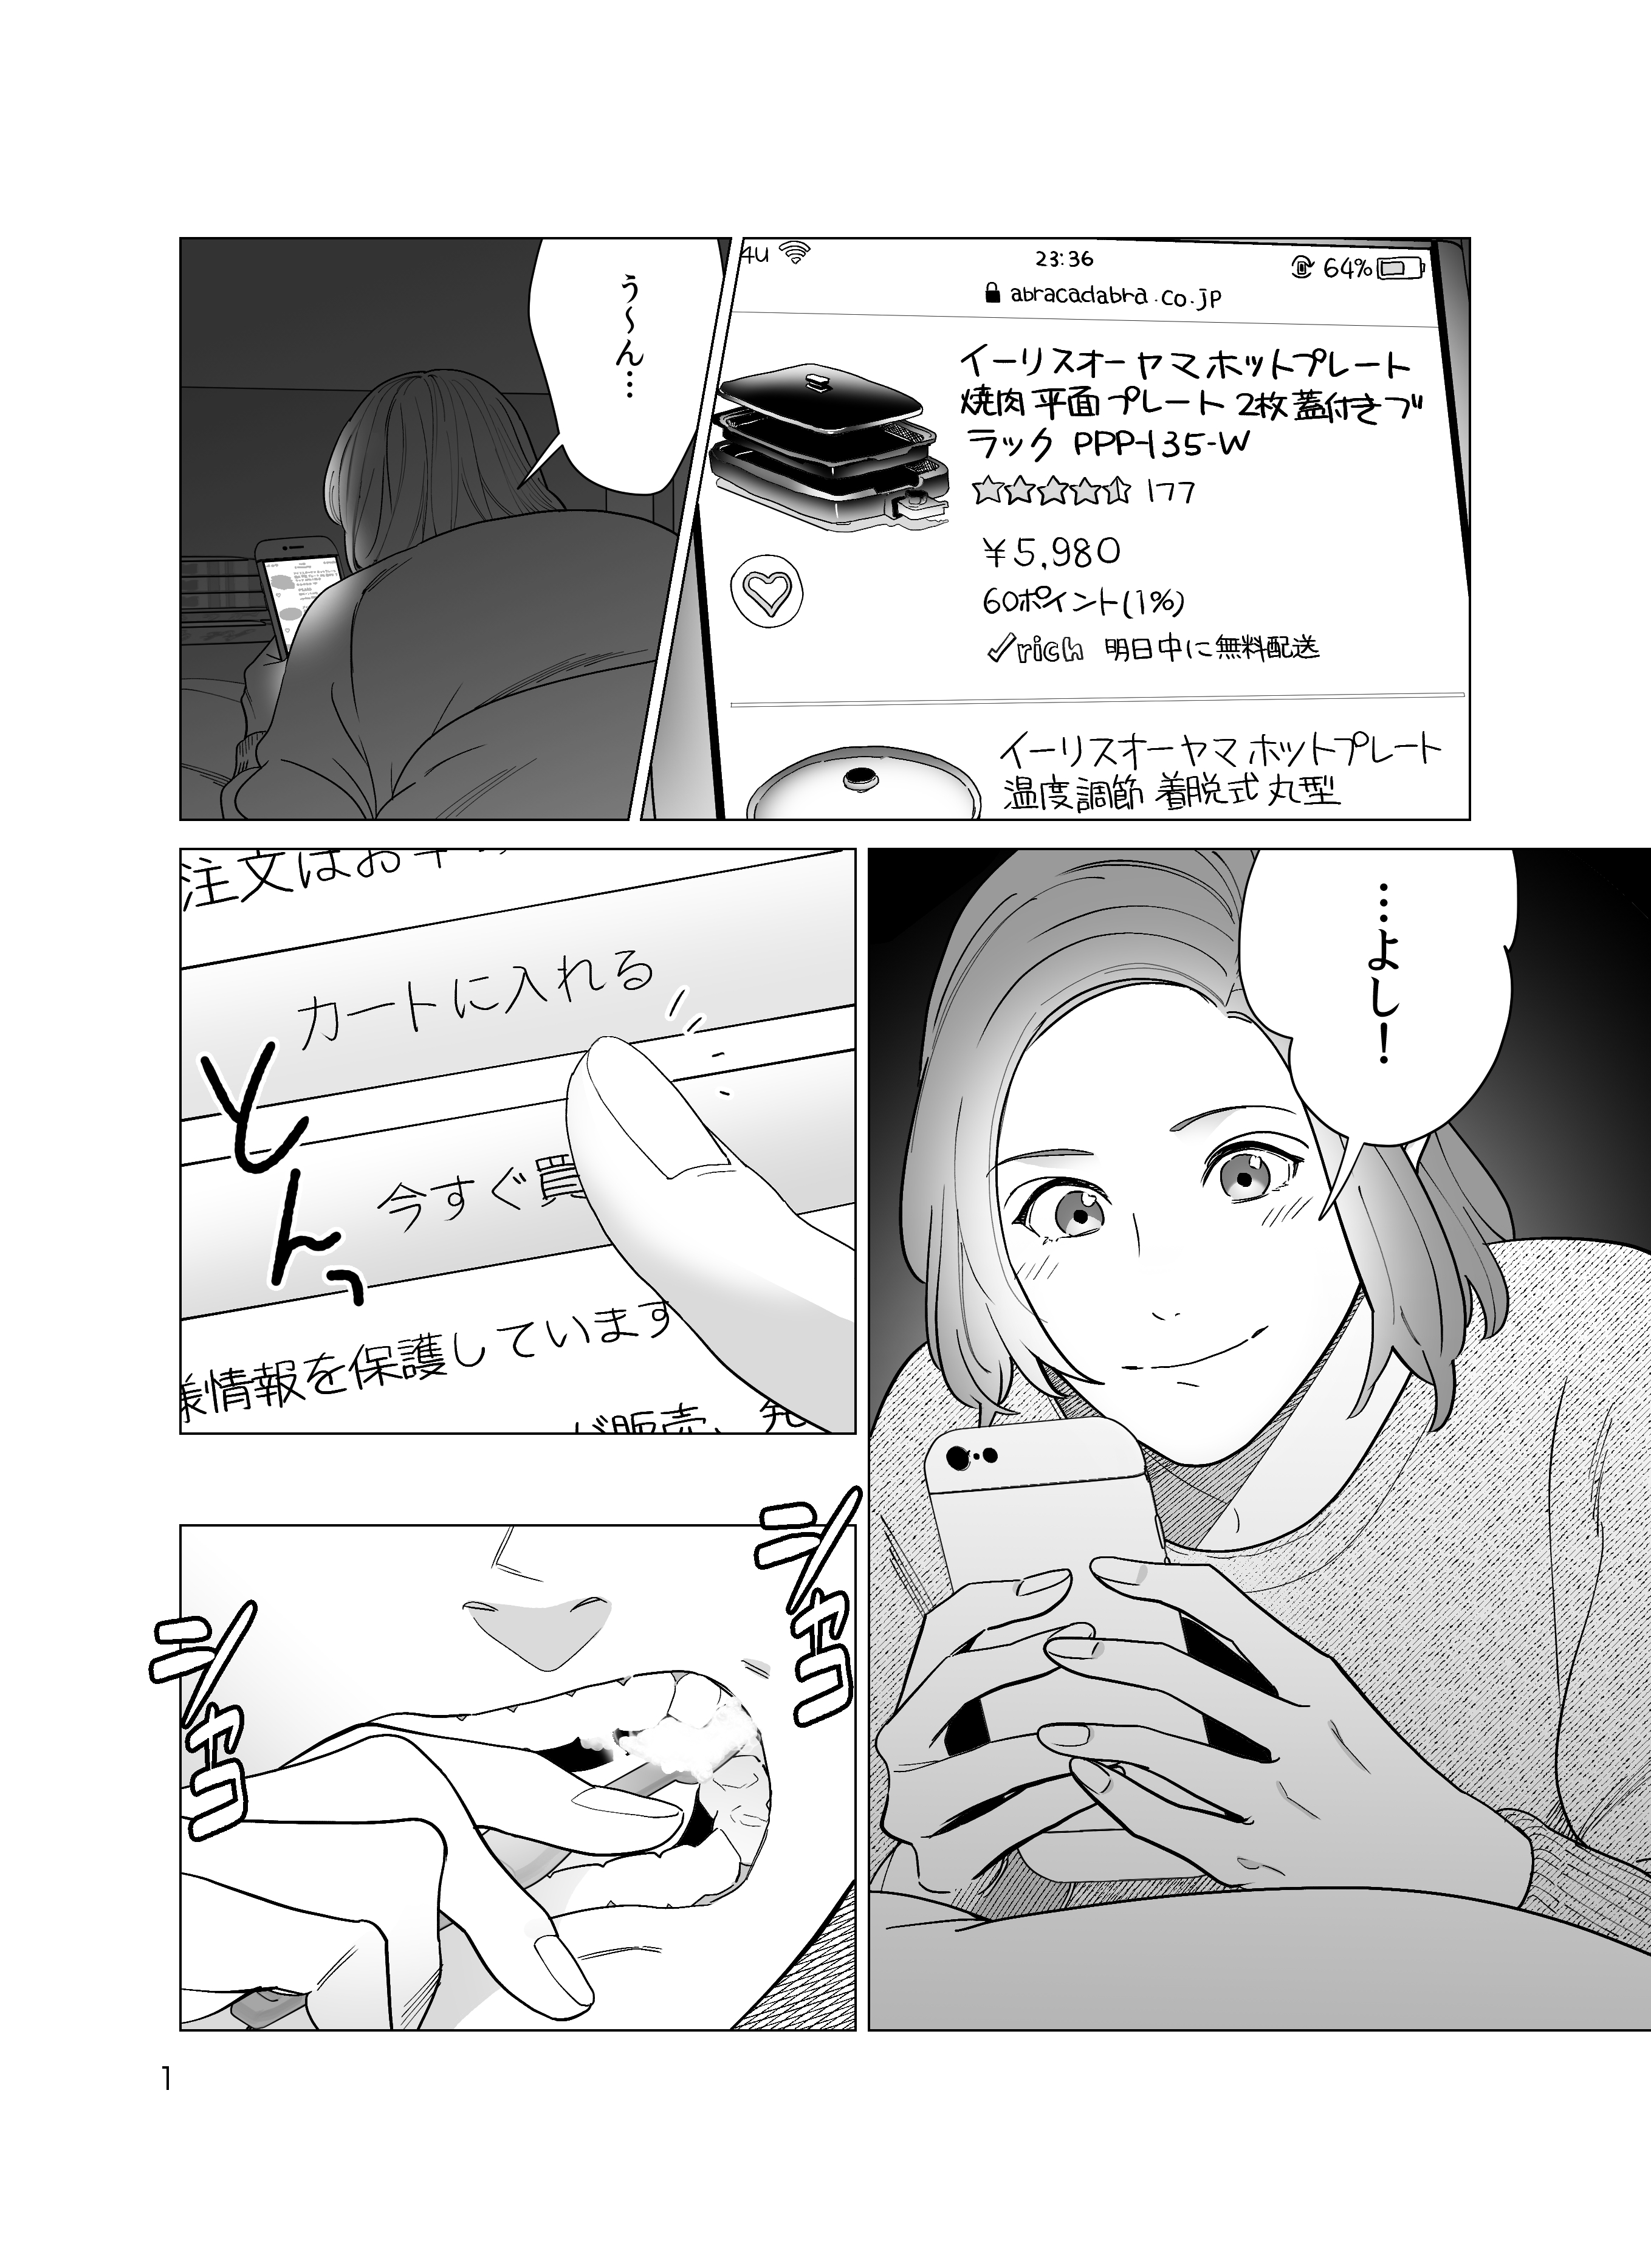 4U
23:36
64%
abracadabra.co.jp
イーリスオーヤマ ホットプレート
焼肉 平面 プレート 2枚 蓋付き ブ
ラック PPP-135-W
177
¥5,980
60ポイント(1%)
rich 明日中に無料配送
イーリスオーヤマ ホットプレート
温度調節 着脱式 丸型
う〜ん…
…よし!
注文はお
カートに入れる
今すぐ買
様情報を保護しています
が販売、発
とんっ
シャコ
シャコ
1